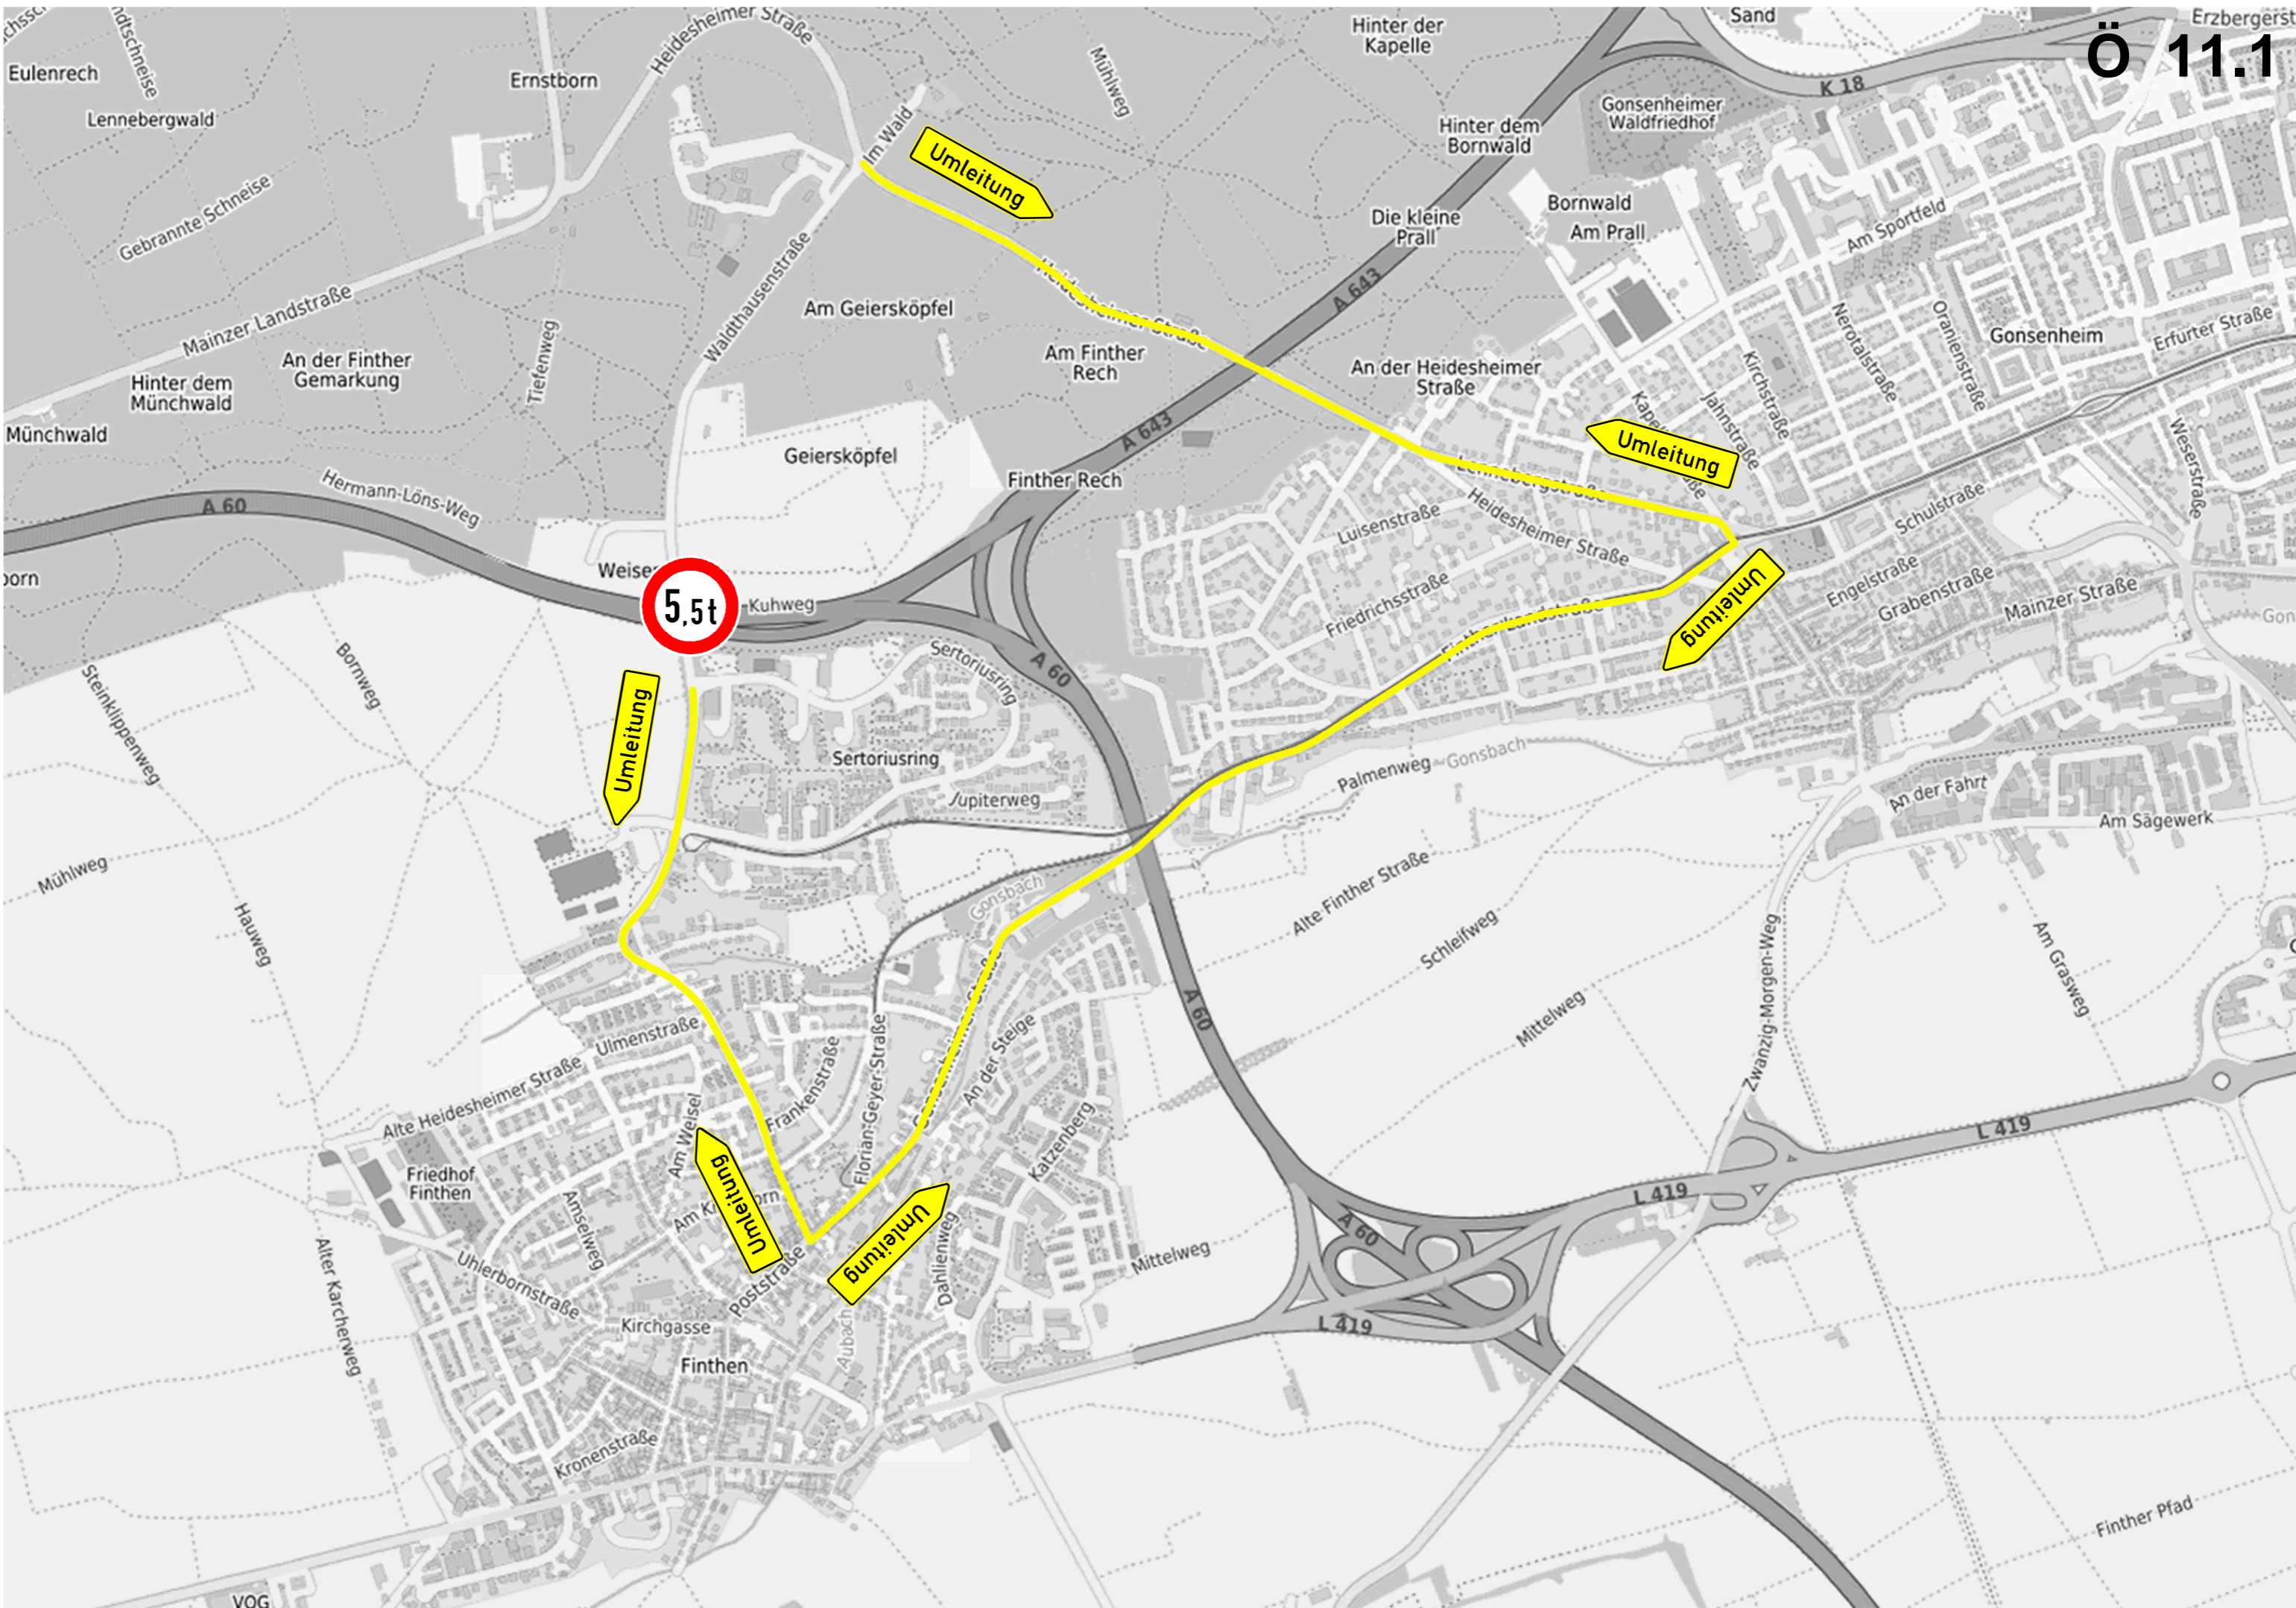 Heidesheimer Straße
Hinter der
Kapelle
Sand
Erzbergerst
Ö 11.1
Eulenrech
Ernstborn
Mühlweg
K 18
Lennebergwald
Im Wald
Umleitung
Gonsenheimer
Waldfriedhof
Hinter dem
Bornwald
Gebrannte Schneise
Bornwald
Am Prall
Die kleine
Prall
Am Sportfeld
Waldthausenstraße
A 643
Mainzer Landstraße
Am Geiersköpfel
Heidesheimer Straße
Nerotalstraße
Oranienstraße
Gonsenheim
Erfurter Straße
An der Finther
Gemarkung
Tiefenweg
Am Finther
Rech
An der Heidesheimer
Straße
Kirchstraße
Jahnstraße
Hinter dem
Münchwald
Münchwald
Geiersköpfel
A 643
Umleitung
Weserstraße
Finther Rech
Hermann-Löns-Weg
A 60
Lennebergstraße
Luisenstraße
Heidesheimer Straße
Schulstraße
5,5t
Kuhweg
Friedrichsstraße
Umleitung
Engelstraße
Grabenstraße
Mainzer Straße
Bornweg
Steinklippenweg
Sertoriusring
A 60
Umleitung
Sertoriusring
Jupiterweg
Palmenweg
Gonsbach
An der Fahrt
Am Sägewerk
Mühlweg
Hauweg
Gonsbach
Alte Finther Straße
Schleifweg
Zwanzig-Morgen-Weg
Am Grasweg
A 60
Mittelweg
Ulmenstraße
Alte Heidesheimer Straße
Frankenstraße
Florian-Geyer-Straße
An der Steige
Am Weisel
Katzenberg
L 419
Friedhof
Finthen
Amselweg
Umleitung
Umleitung
L 419
A 60
Alter Karcherweg
Uhlerbornstraße
Poststraße
Dahlienweg
Mittelweg
Kirchgasse
Aubach
L 419
Finthen
Kronenstraße
Finther Pfad
VOG